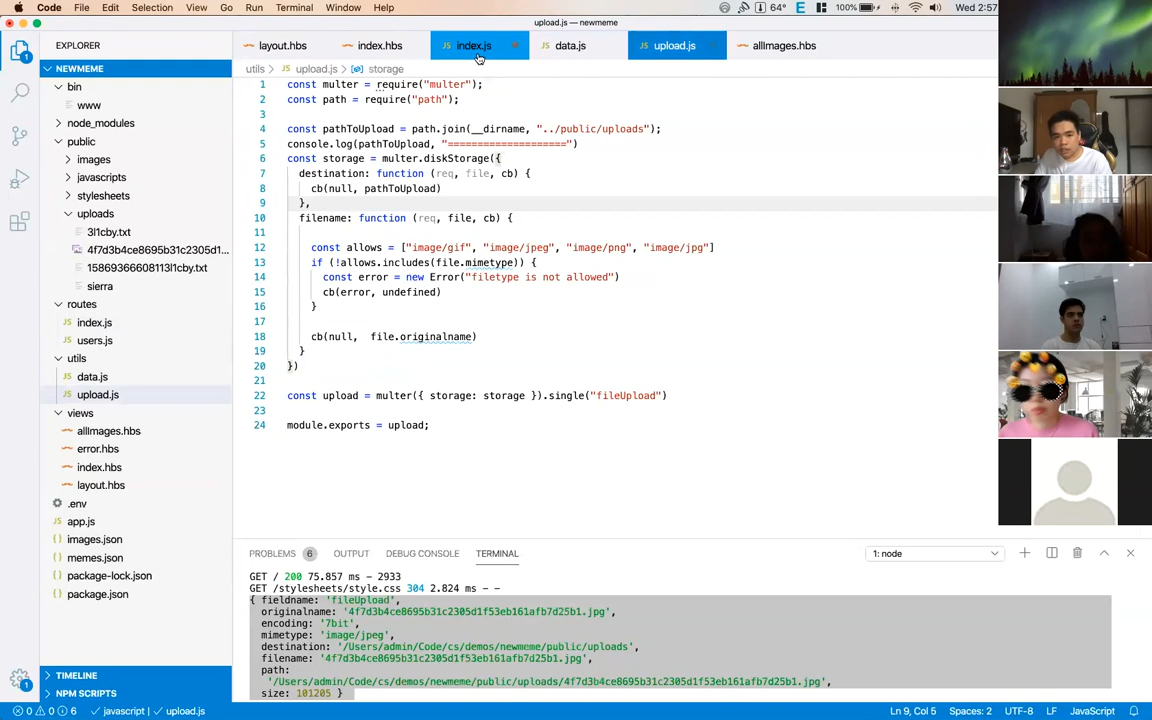 Code File Edit Selection View Go Run Terminal Window Help 64° 100% Wed 2:57
upload.js — newmeme
EXPLORER
layout.hbs index.hbs index.js data.js upload.js allImages.hbs
utils > upload.js > storage
NEWMEME
bin
www
node_modules
public
images
javascripts
stylesheets
uploads
3l1cby.txt
4f7d3b4ce8695b31c2305d1...
15869366608113l1cby.txt
sierra
routes
index.js
users.js
utils
data.js
upload.js
views
allImages.hbs
error.hbs
index.hbs
layout.hbs
.env
app.js
images.json
memes.json
package-lock.json
package.json
TIMELINE
NPM SCRIPTS
1 const multer = require("multer");
2 const path = require("path");
3
4 const pathToUpload = path.join(__dirname, "../public/uploads");
5 console.log(pathToUpload, "====================")
6 const storage = multer.diskStorage({
7 destination: function (req, file, cb) {
8 cb(null, pathToUpload)
9 },
10 filename: function (req, file, cb) {
11
12 const allows = ["image/gif", "image/jpeg", "image/png", "image/jpg"]
13 if (!allows.includes(file.mimetype)) {
14 const error = new Error("filetype is not allowed")
15 cb(error, undefined)
16 }
17
18 cb(null, file.originalname)
19 }
20 })
21
22 const upload = multer({ storage: storage }).single("fileUpload")
23
24 module.exports = upload;
PROBLEMS 6 OUTPUT DEBUG CONSOLE TERMINAL 1: node
GET / 200 75.857 ms - 2933
GET /stylesheets/style.css 304 2.824 ms - -
{ fieldname: 'fileUpload',
originalname: '4f7d3b4ce8695b31c2305d1f53eb161afb7d25b1.jpg',
encoding: '7bit',
mimetype: 'image/jpeg',
destination: '/Users/admin/Code/cs/demos/newmeme/public/uploads',
filename: '4f7d3b4ce8695b31c2305d1f53eb161afb7d25b1.jpg',
path:
'/Users/admin/Code/cs/demos/newmeme/public/uploads/4f7d3b4ce8695b31c2305d1f53eb161afb7d25b1.jpg',
size: 101205 }
0 0 6 javascript | upload.js Ln 9, Col 5 Spaces: 2 UTF-8 LF JavaScript